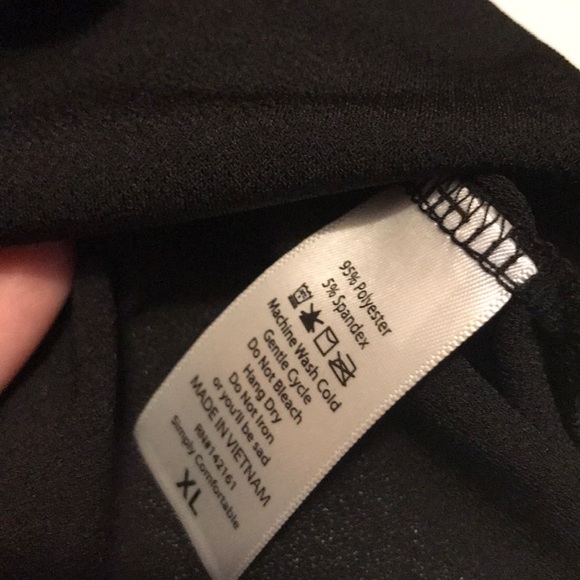 95% Polyester
5% Spandex
Machine Wash Cold
Gentle Cycle
Do Not Bleach
Hang Dry
Do Not Iron
or you'll be sad
MADE IN VIETNAM
RN#142161
Simply Comfortable
XL